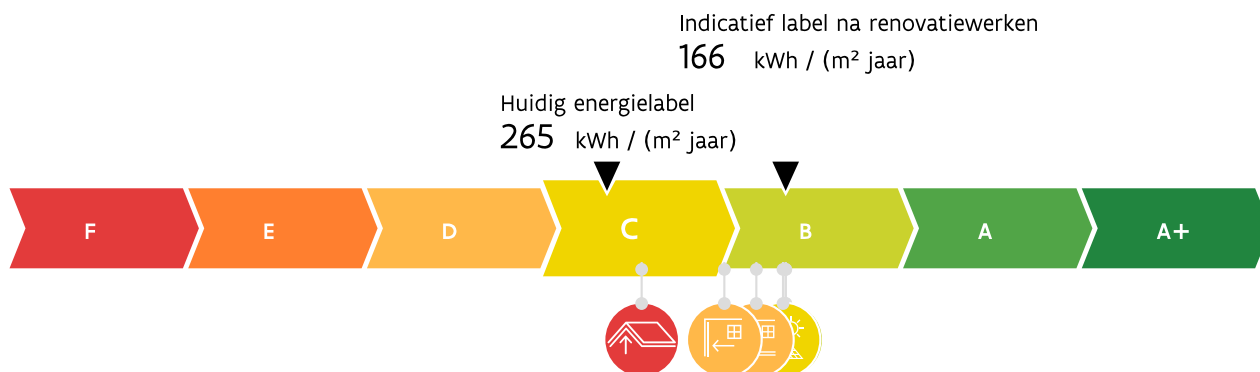 Indicatief label na renovatiewerken
166 kWh / (m² jaar)
Huidig energielabel
265 kWh / (m² jaar)
F E D C B A A+